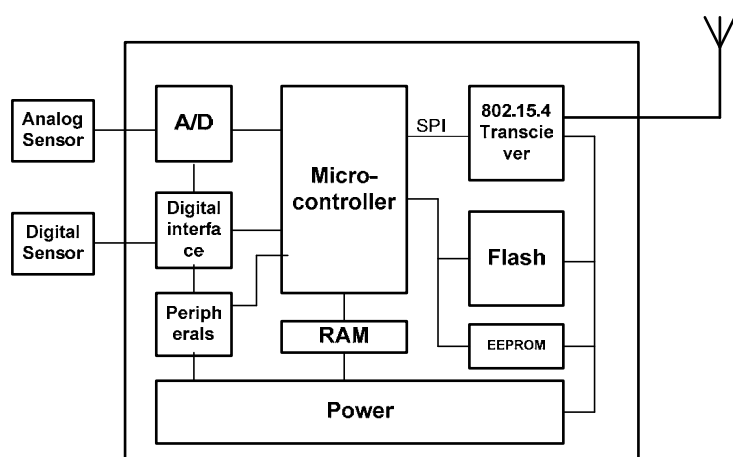 Analog
Sensor
A/D
Micro-
controller
SPI
802.15.4
Transcie
ver
Digital
Sensor
Digital
interfa
ce
Flash
Periph
erals
RAM
EEPROM
Power